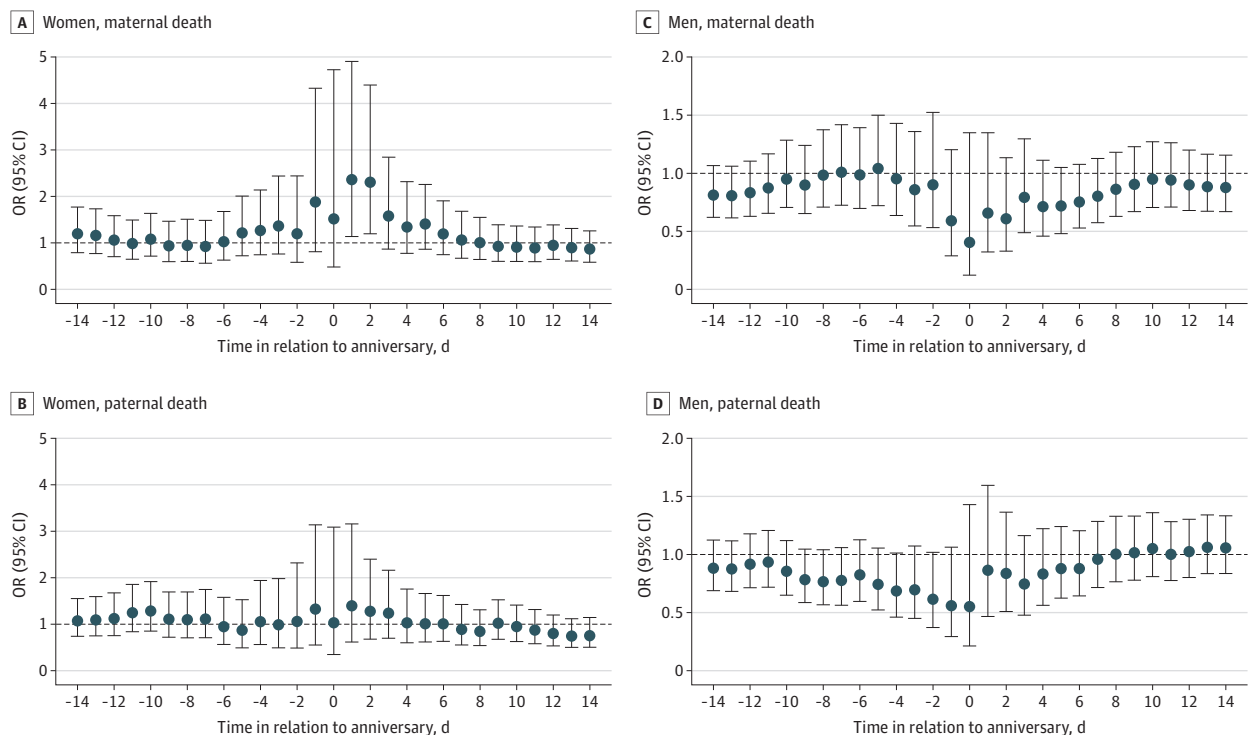 A Women, maternal death
OR (95% CI)
5
4
3
2
1
0
-14 -12 -10 -8 -6 -4 -2 0 2 4 6 8 10 12 14
Time in relation to anniversary, d
C Men, maternal death
OR (95% CI)
2.0
1.5
1.0
0.5
0
-14 -12 -10 -8 -6 -4 -2 0 2 4 6 8 10 12 14
Time in relation to anniversary, d
B Women, paternal death
OR (95% CI)
5
4
3
2
1
0
-14 -12 -10 -8 -6 -4 -2 0 2 4 6 8 10 12 14
Time in relation to anniversary, d
D Men, paternal death
OR (95% CI)
2.0
1.5
1.0
0.5
0
-14 -12 -10 -8 -6 -4 -2 0 2 4 6 8 10 12 14
Time in relation to anniversary, d